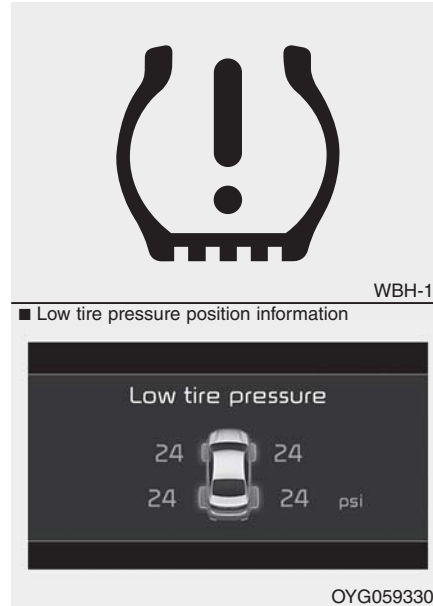 WBH-1
■ Low tire pressure position information
Low tire pressure
24 24
24 24 psi
OYG059330